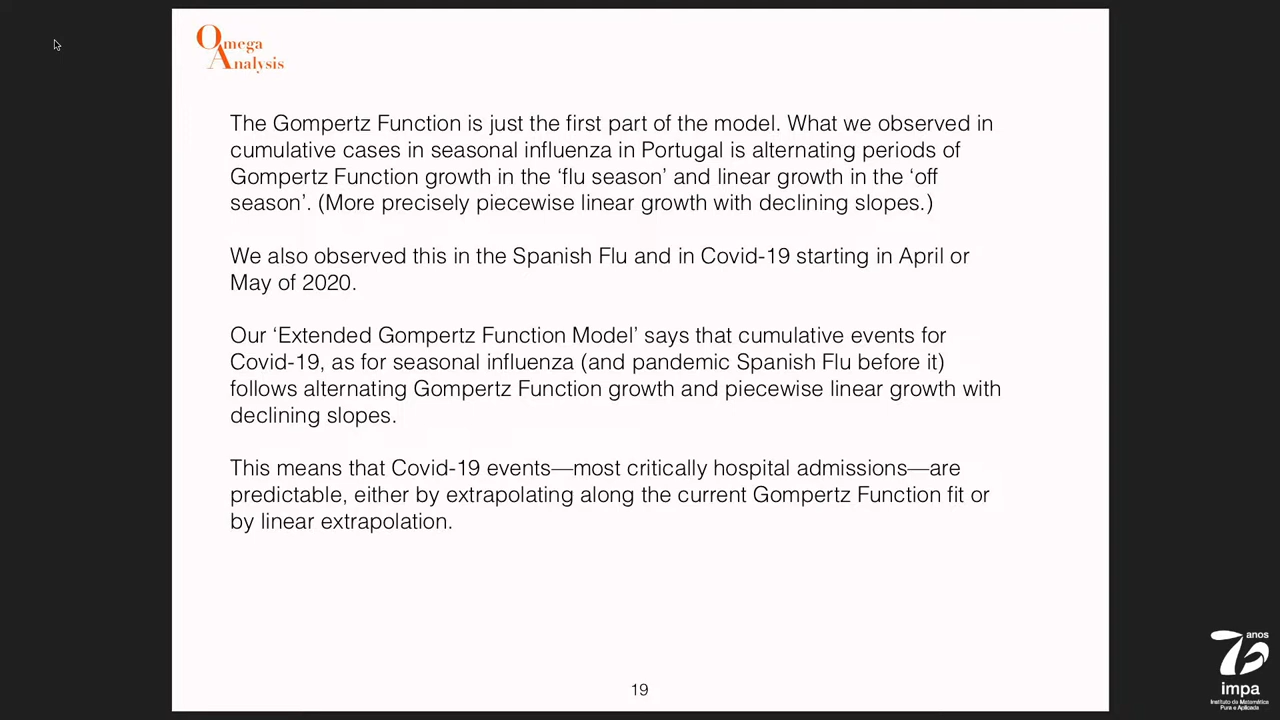 Omega
Analysis
The Gompertz Function is just the first part of the model. What we observed in
cumulative cases in seasonal influenza in Portugal is alternating periods of
Gompertz Function growth in the ‘flu season’ and linear growth in the ‘off
season’. (More precisely piecewise linear growth with declining slopes.)
We also observed this in the Spanish Flu and in Covid-19 starting in April or
May of 2020.
Our ‘Extended Gompertz Function Model’ says that cumulative events for
Covid-19, as for seasonal influenza (and pandemic Spanish Flu before it)
follows alternating Gompertz Function growth and piecewise linear growth with
declining slopes.
This means that Covid-19 events—most critically hospital admissions—are
predictable, either by extrapolating along the current Gompertz Function fit or
by linear extrapolation.
19
anos
70
impa
Instituto de Matemática
Pura e Aplicada